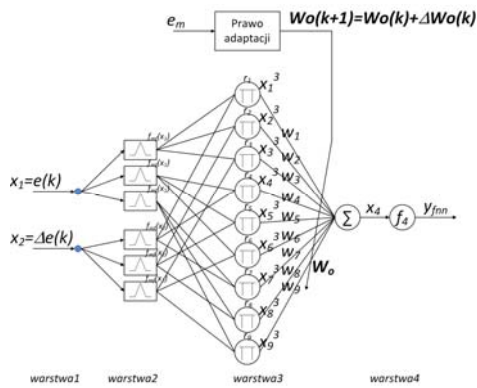 e_m
Prawo
adaptacji
Wo(k+1)=Wo(k)+ΔWo(k)
x_1^3
x_2^3
w_1
x_3^3
w_2
x_4^3
w_3
w_4
x_5^3
w_5
x_6^3
w_6
w_7
x_7^3
w_8
w_9
x_8^3
x_9^3
x_1=e(k)
x_2=Δe(k)
Σ
x_4
f_4
y_fnn
W_o
warstwa1
warstwa2
warstwa3
warstwa4